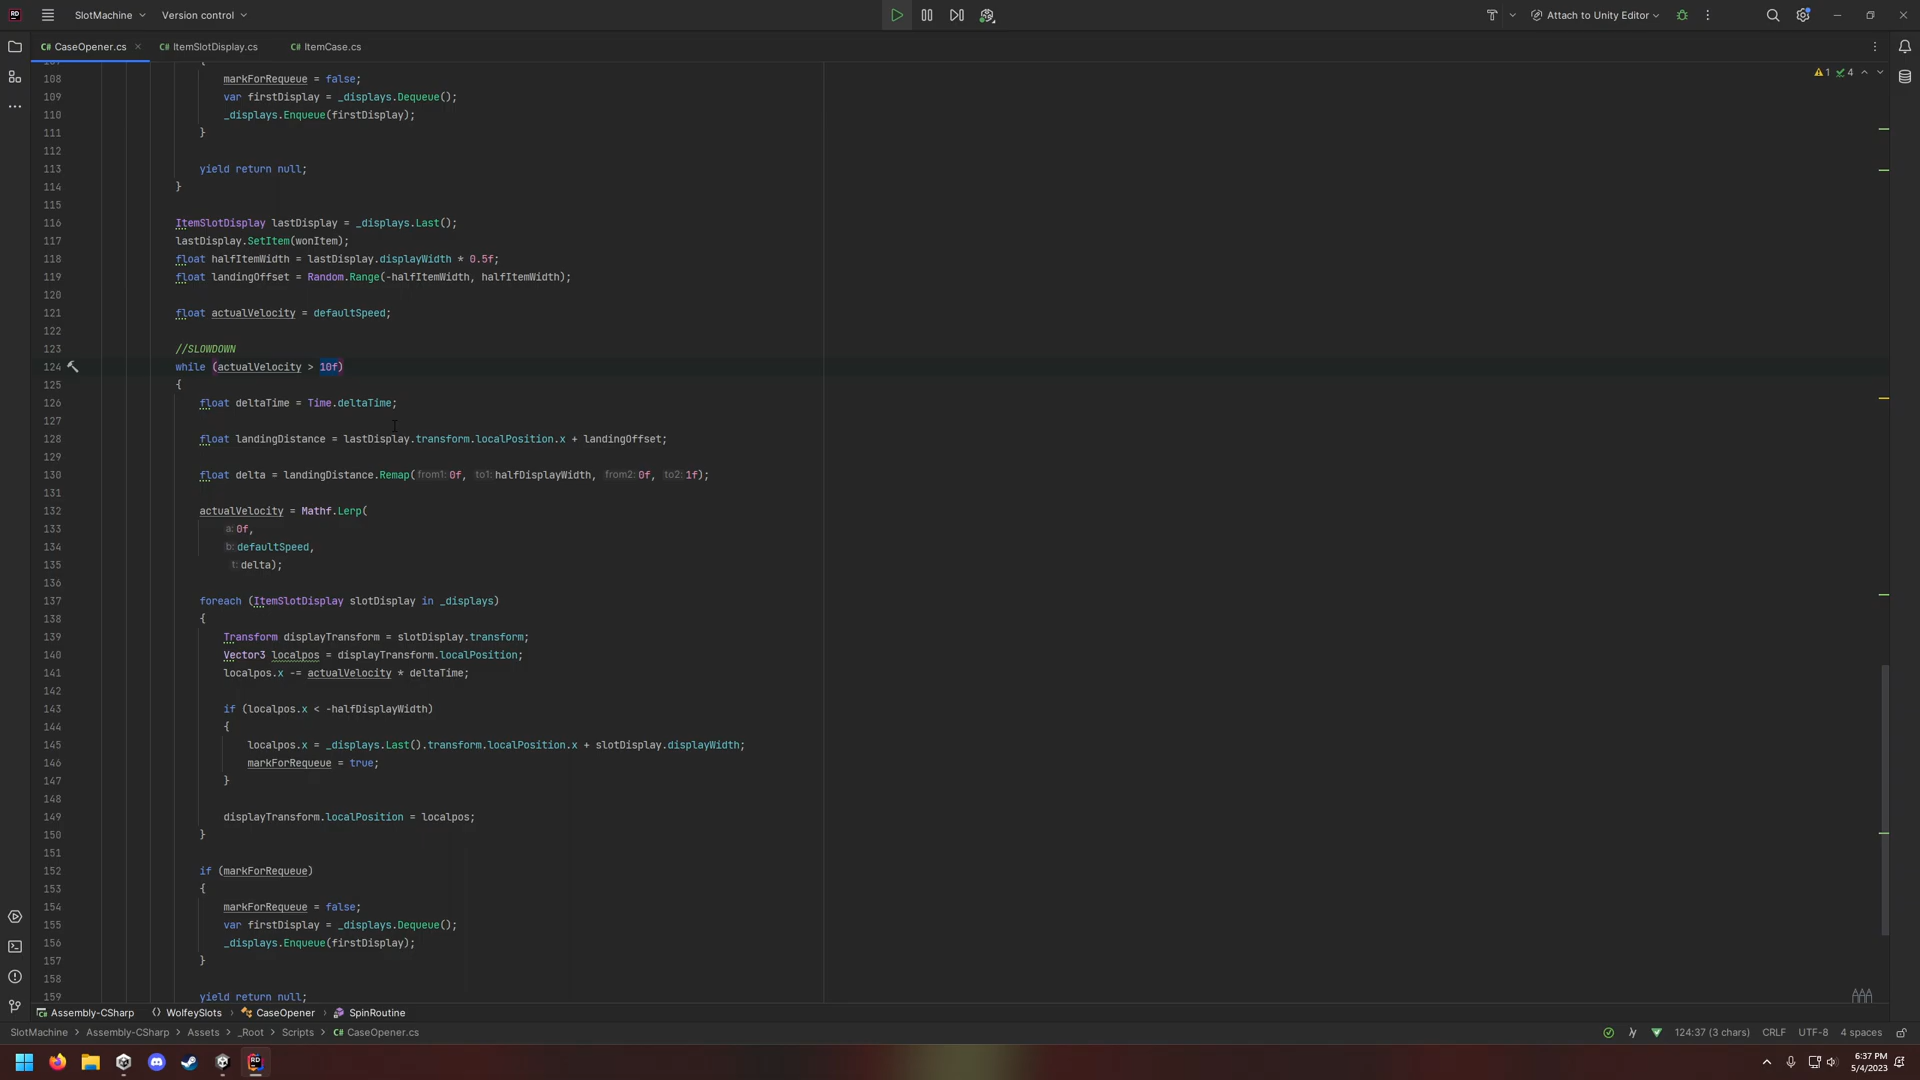 SlotMachine Version control Attach to Unity Editor
C# CaseOpener.cs C# ItemSlotDisplay.cs C# ItemCase.cs
1 4
108 markForRequeue = false;
109 var firstDisplay = _displays.Dequeue();
110 _displays.Enqueue(firstDisplay);
111 }
112
113 yield return null;
114 }
115
116 ItemSlotDisplay lastDisplay = _displays.Last();
117 lastDisplay.SetItem(wonItem);
118 float halfItemWidth = lastDisplay.displayWidth * 0.5f;
119 float landingOffset = Random.Range(-halfItemWidth, halfItemWidth);
120
121 float actualVelocity = defaultSpeed;
122
123 //SLOWDOWN
124 while (actualVelocity > 10f)
125 {
126 float deltaTime = Time.deltaTime;
127
128 float landingDistance = lastDisplay.transform.localPosition.x + landingOffset;
129
130 float delta = landingDistance.Remap(from1: 0f, to1: halfDisplayWidth, from2: 0f, to2: 1f);
131
132 actualVelocity = Mathf.Lerp(
133 a: 0f,
134 b: defaultSpeed,
135 t: delta);
136
137 foreach (ItemSlotDisplay slotDisplay in _displays)
138 {
139 Transform displayTransform = slotDisplay.transform;
140 Vector3 localpos = displayTransform.localPosition;
141 localpos.x -= actualVelocity * deltaTime;
142
143 if (localpos.x < -halfDisplayWidth)
144 {
145 localpos.x = _displays.Last().transform.localPosition.x + slotDisplay.displayWidth;
146 markForRequeue = true;
147 }
148
149 displayTransform.localPosition = localpos;
150 }
151
152 if (markForRequeue)
153 {
154 markForRequeue = false;
155 var firstDisplay = _displays.Dequeue();
156 _displays.Enqueue(firstDisplay);
157 }
158
159 yield return null;
Assembly-CSharp WolfeySlots CaseOpener SpinRoutine
SlotMachine > Assembly-CSharp > Assets > _Root > Scripts > C# CaseOpener.cs 124:37 (3 chars) CRLF UTF-8 4 spaces
6:37 PM
5/4/2023